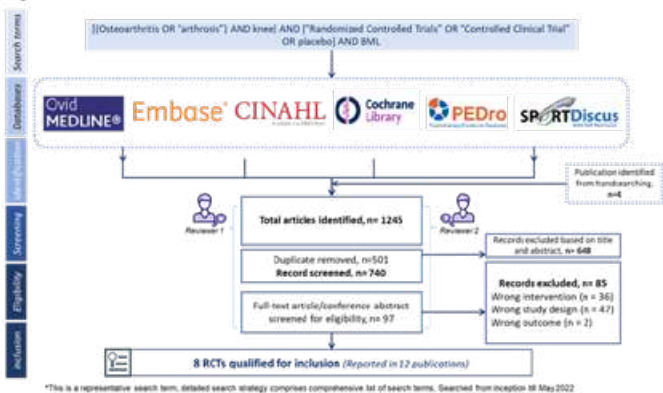 [(Osteoarthritis OR "arthrosis") AND knee] AND ["Randomized Controlled Trials" OR "Controlled Clinical Trial"
OR placebo] AND BML
Search terms
Databases
Ovid
MEDLINE®
Embase®
CINAHL
Cochrane
Library
PEDro
SPORTDiscus
Identification
Publication identified
from handsearching,
n=4
Screening
Reviewer 1
Total articles identified, n= 1245
Reviewer 2
Duplicate removed, n=501
Record screened, n= 740
Records excluded based on title
and abstract, n= 648
Eligibility
Full-text article/conference abstract
screened for eligibility, n= 97
Records excluded, n= 85
Wrong intervention (n = 36)
Wrong study design (n = 47)
Wrong outcome (n = 2)
Inclusion
8 RCTs qualified for inclusion (Reported in 12 publications)
*This is a representative search term, detailed search strategy comprises comprehensive list of search terms. Searched from inception till May 2022